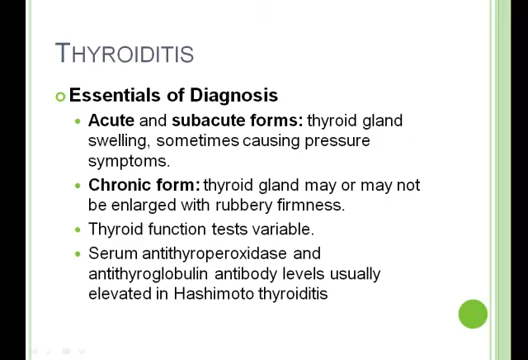 THYROIDITIS
Essentials of Diagnosis
Acute and subacute forms: thyroid gland
swelling, sometimes causing pressure
symptoms.
Chronic form: thyroid gland may or may not
be enlarged with rubbery firmness.
Thyroid function tests variable.
Serum antithyroperoxidase and
antithyroglobulin antibody levels usually
elevated in Hashimoto thyroiditis